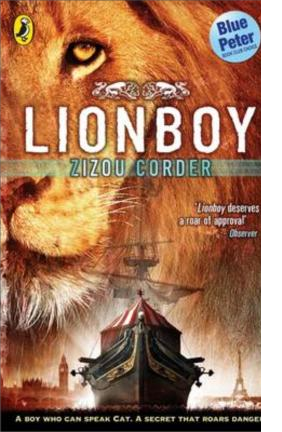 Blue
Peter
BOOK CLUB CHOICE
LIONBOY
ZIZOU CORDER
'Lionboy deserves
a roar of approval'
Observer
A BOY WHO CAN SPEAK CAT. A SECRET THAT ROARS DANGE